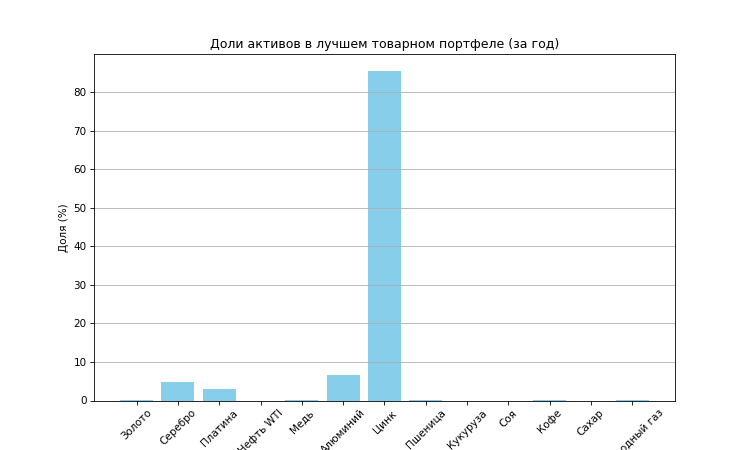 Доли активов в лучшем товарном портфеле (за год)
Доля (%)
80
70
60
50
40
30
20
10
0
Золото
Серебро
Платина
Нефть WTI
Медь
Алюминий
Цинк
Пшеница
Кукуруза
Соя
Кофе
Сахар
газ